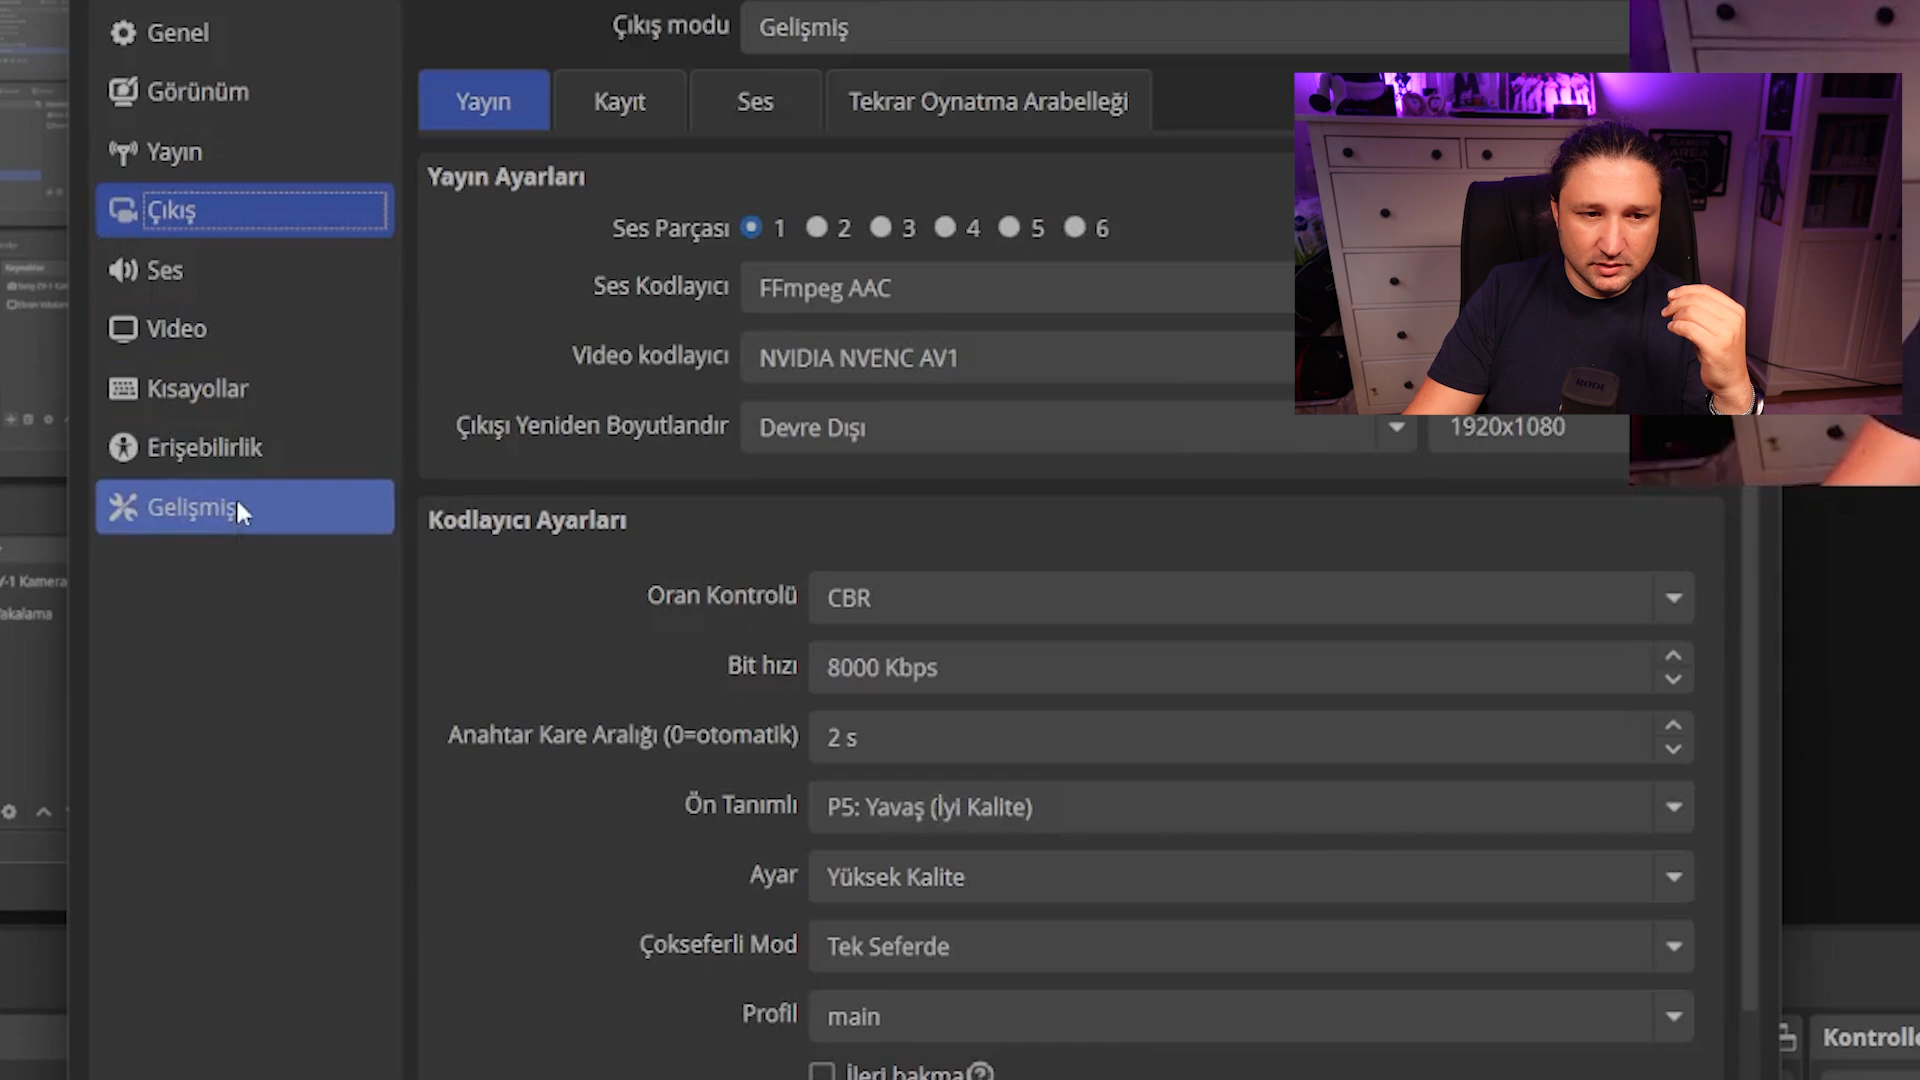 Genel
Görünüm
Yayın
Çıkış
Ses
Video
Kısayollar
Erişebilirlik
Gelişmiş
Çıkış modu
Gelişmiş
Yayın
Kayıt
Ses
Tekrar Oynatma Arabelleği
Yayın Ayarları
Ses Parçası
1
2
3
4
5
6
Ses Kodlayıcı
FFmpeg AAC
Video kodlayıcı
NVIDIA NVENC AV1
Çıkışı Yeniden Boyutlandır
Devre Dışı
1920x1080
Kodlayıcı Ayarları
Oran Kontrolü
CBR
Bit hızı
8000 Kbps
Anahtar Kare Aralığı (0=otomatik)
2 s
Ön Tanımlı
P5: Yavaş (İyi Kalite)
Ayar
Yüksek Kalite
Çokseferli Mod
Tek Seferde
Profil
main
İleri bakma
RODE
Kamera
Kontrolle